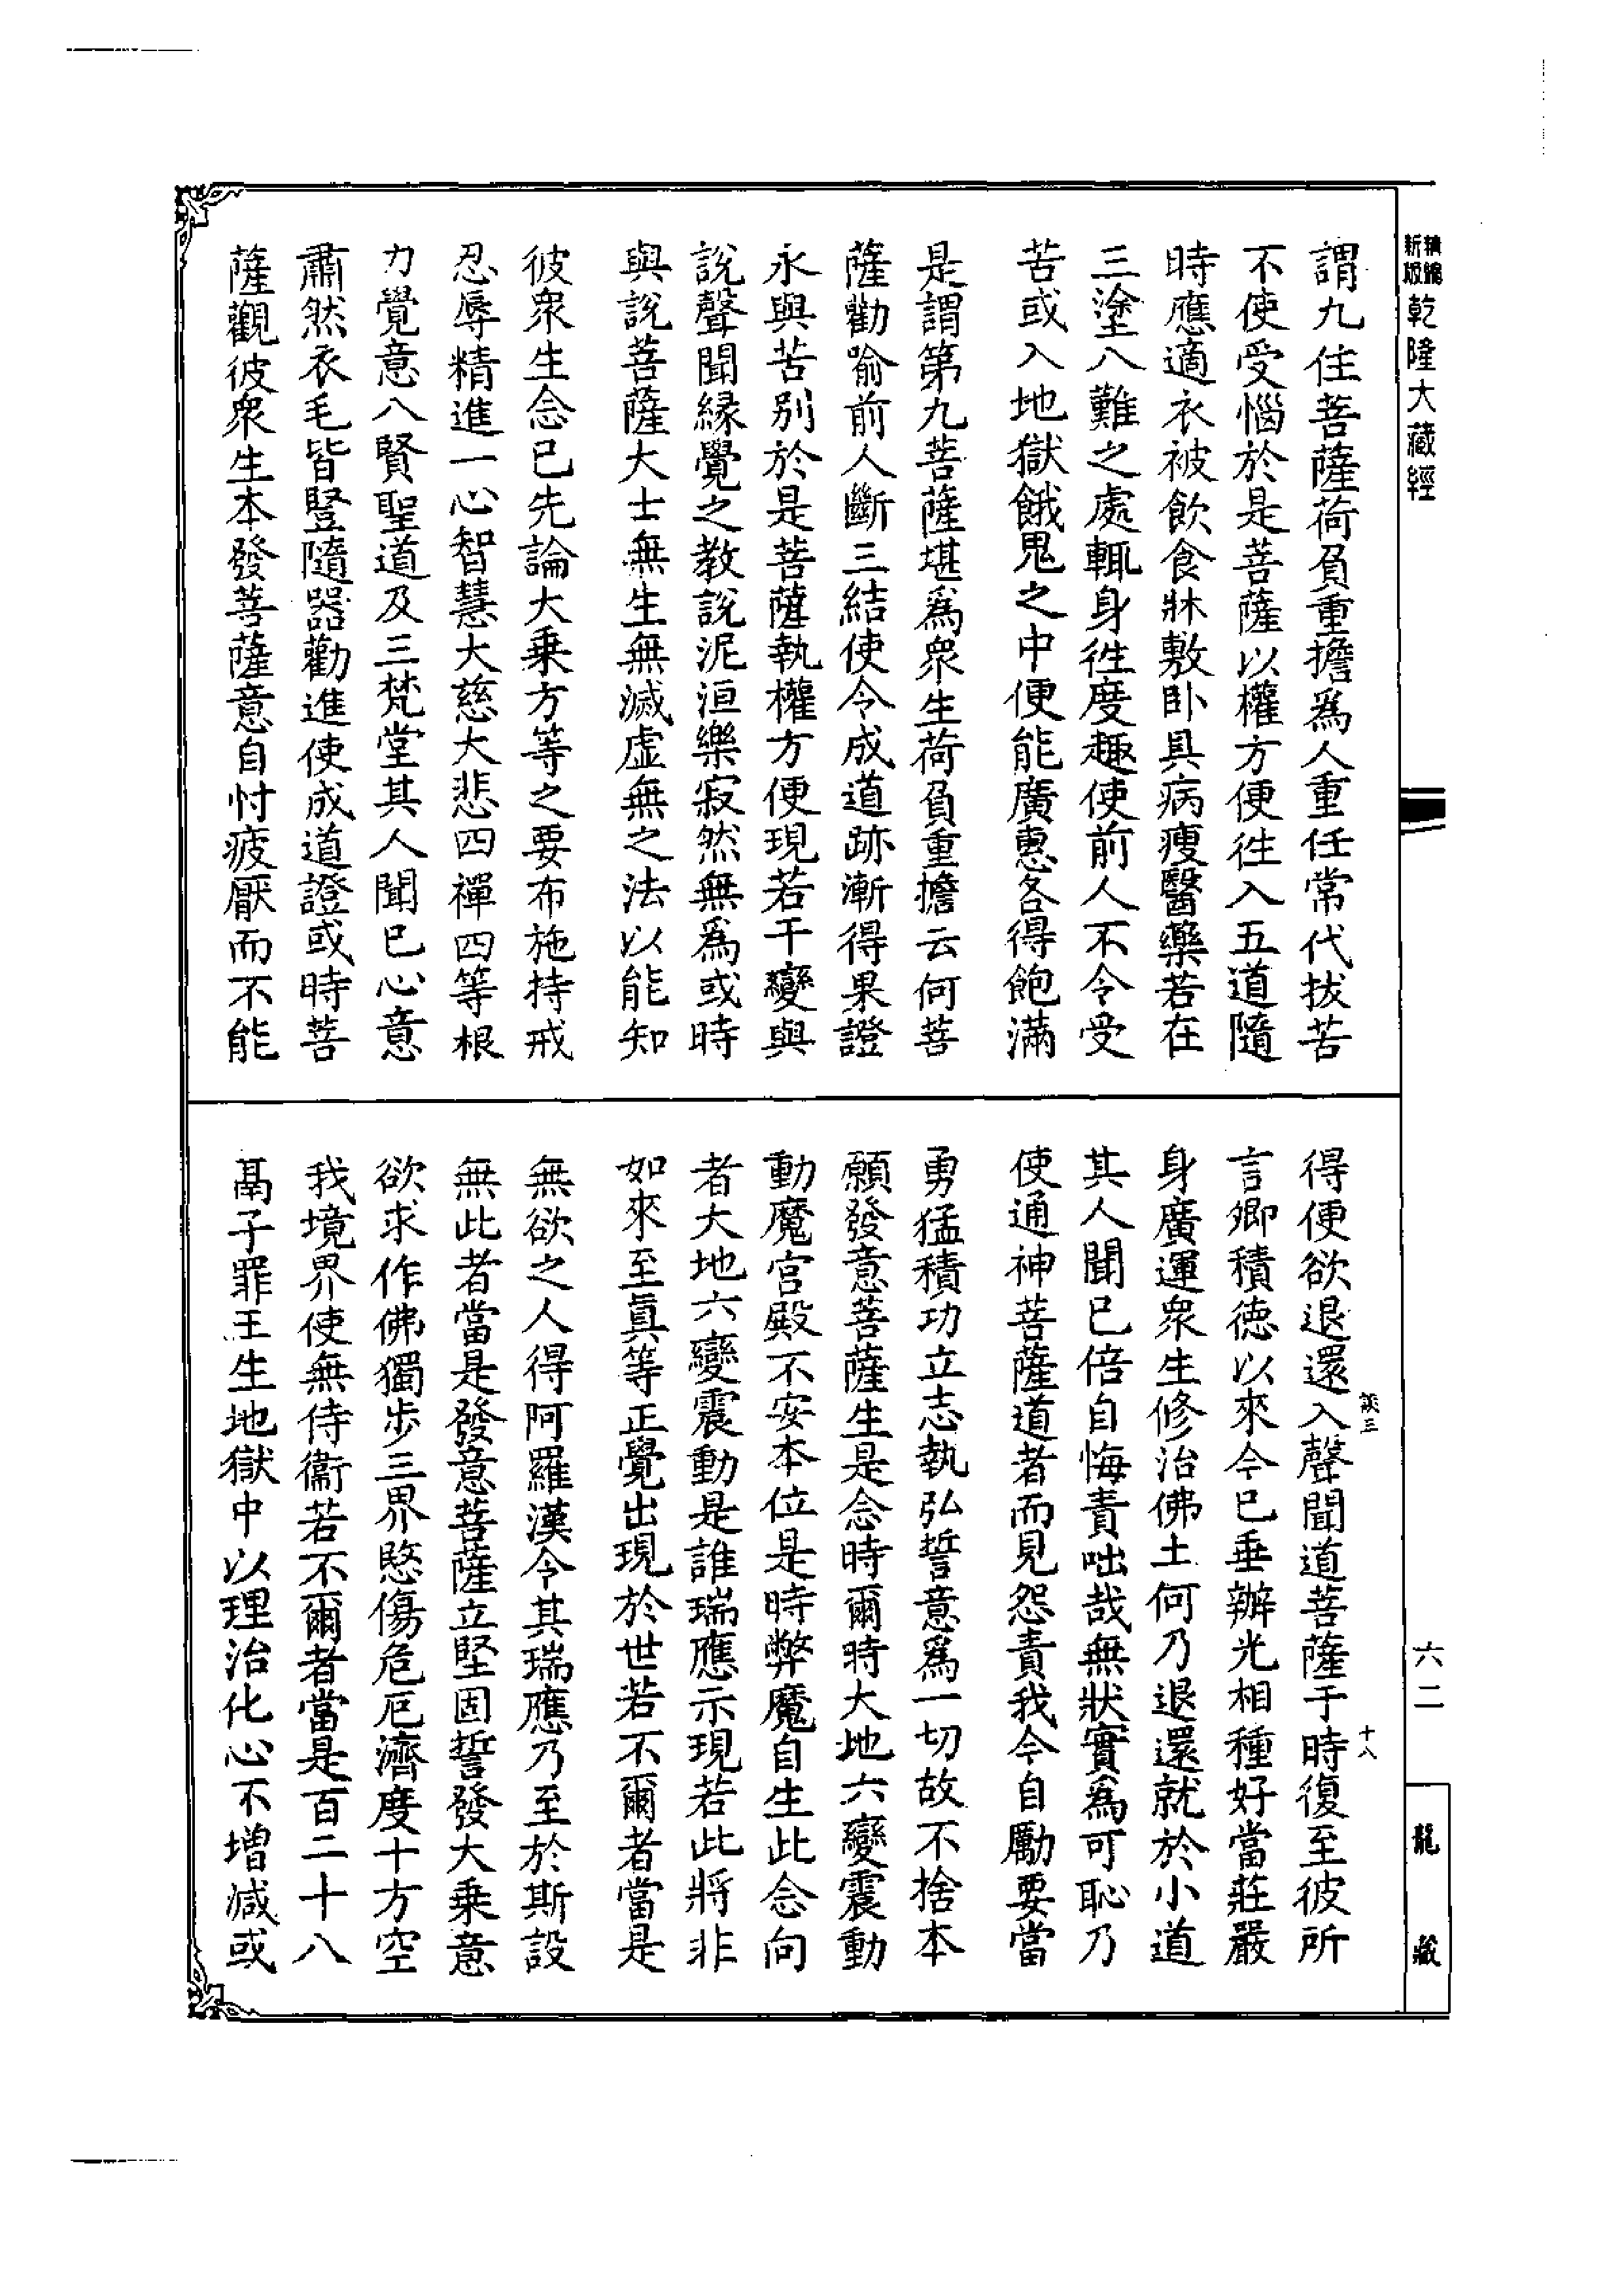 新版 精編 乾隆大藏經
謂九住菩薩荷負重擔爲人重任常代拔苦
不使受惱於是菩薩以權方便徃入五道隨
時應適衣被飲食牀敷卧具病瘦醫藥若在
三塗八難之處輒身徃度趣使前人不令受
苦或入地獄餓鬼之中便能廣惠各得飽滿
是謂第九菩薩堪爲衆生荷負重擔云何菩
薩勸喻前人斷三結使令成道跡漸得果證
永與苦別於是菩薩執權方便現若干變與
說聲聞緣覺之教說泥洹樂寂然無爲或時
與說菩薩大士無生無滅虚無之法以能知
彼衆生念已先論大乗方等之要布施持戒
忍辱精進一心智慧大慈大悲四禪四等根
力覺意八賢聖道及三梵堂其人聞已心意
肅然衣毛皆豎隨器勸進使成道證或時菩
薩觀彼衆生本發菩薩意自忖疲厭而不能
得便欲退還入聲聞道菩薩于時復至彼所
言卿積德以來今已垂辦光相種好當莊嚴
身廣運衆生修治佛土何乃退還就於小道
其人聞已倍自悔責咄哉無狀實爲可恥乃
使通神菩薩道者而見怨責我今自勵要當
勇猛積功立志執弘誓意爲一切故不捨本
願發意菩薩生是念時爾時大地六變震動
動魔宮殿不安本位是時弊魔自生此念向
者大地六變震動是誰瑞應示現若此將非
如來至眞等正覺出現於世若不爾者當是
無欲之人得阿羅漢今其瑞應乃至於斯設
無此者當是發意菩薩立堅固誓發大乗意
欲求作佛獨步三界愍傷危厄濟度十方空
我境界使無侍衞若不爾者當是百二十八
鬲子罪王生地獄中以理治化心不增減或
三
十八
六二
龍藏